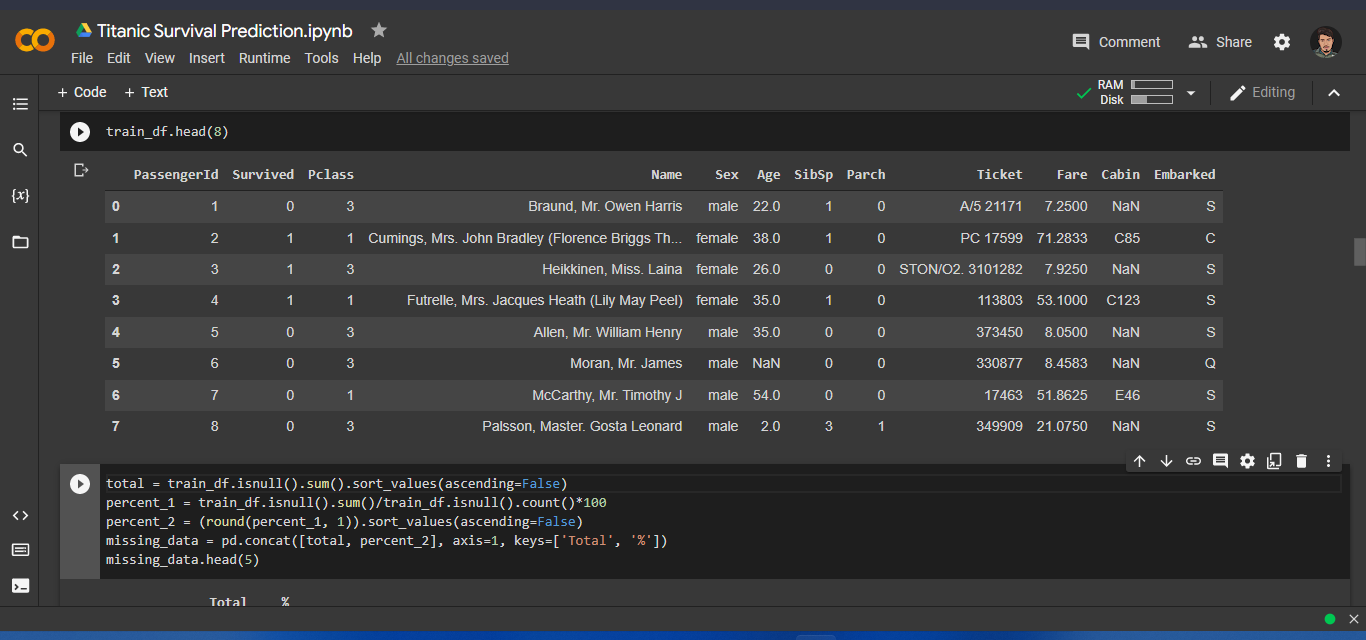 Titanic Survival Prediction.ipynb
File Edit View Insert Runtime Tools Help All changes saved
Comment Share
+ Code + Text
RAM
Disk
Editing
{x}
train_df.head(8)
PassengerId Survived Pclass Name Sex Age SibSp Parch Ticket Fare Cabin Embarked
0 1 0 3 Braund, Mr. Owen Harris male 22.0 1 0 A/5 21171 7.2500 NaN S
1 2 1 1 Cumings, Mrs. John Bradley (Florence Briggs Th... female 38.0 1 0 PC 17599 71.2833 C85 C
2 3 1 3 Heikkinen, Miss. Laina female 26.0 0 0 STON/O2. 3101282 7.9250 NaN S
3 4 1 1 Futrelle, Mrs. Jacques Heath (Lily May Peel) female 35.0 1 0 113803 53.1000 C123 S
4 5 0 3 Allen, Mr. William Henry male 35.0 0 0 373450 8.0500 NaN S
5 6 0 3 Moran, Mr. James male NaN 0 0 330877 8.4583 NaN Q
6 7 0 1 McCarthy, Mr. Timothy J male 54.0 0 0 17463 51.8625 E46 S
7 8 0 3 Palsson, Master. Gosta Leonard male 2.0 3 1 349909 21.0750 NaN S
total = train_df.isnull().sum().sort_values(ascending=False)
percent_1 = train_df.isnull().sum()/train_df.isnull().count()*100
percent_2 = (round(percent_1, 1)).sort_values(ascending=False)
missing_data = pd.concat([total, percent_2], axis=1, keys=['Total', '%'])
missing_data.head(5)
Total %